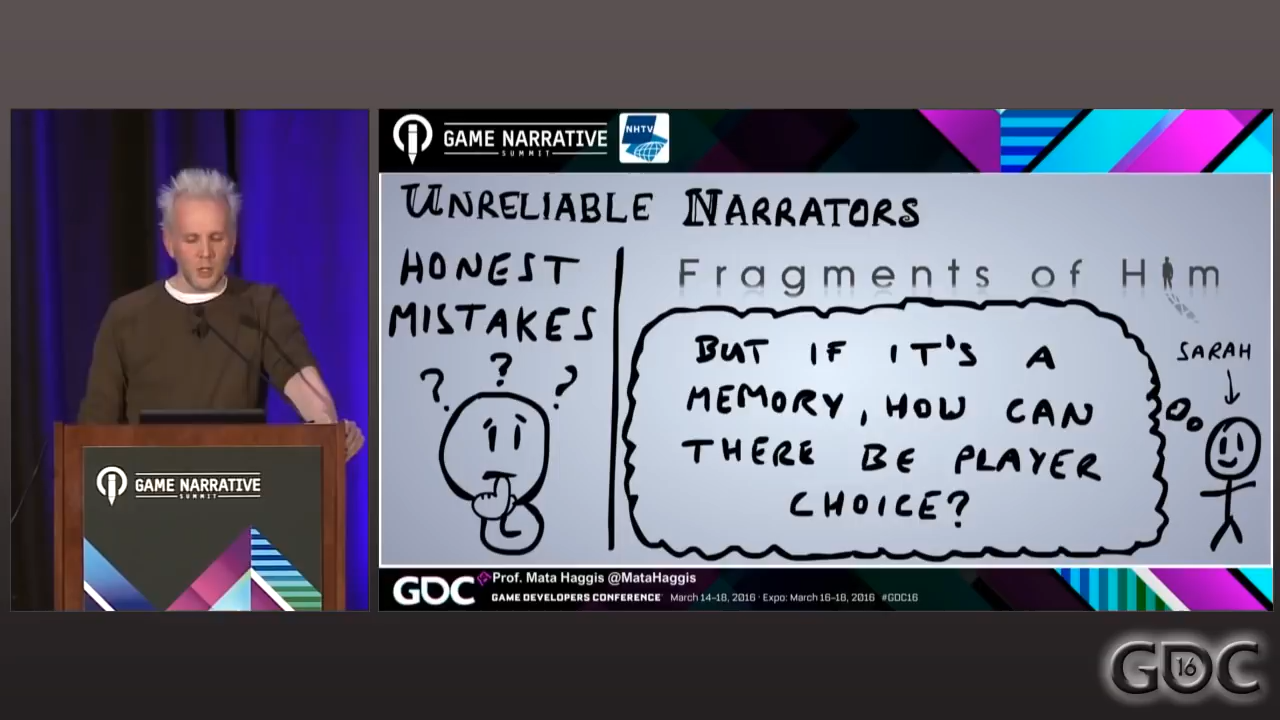 GAME NARRATIVE
SUMMIT
NHTV
UNRELIABLE NARRATORS
HONEST
MISTAKES
? ? ?
Fragments of Him
BUT IF IT'S A
MEMORY, HOW CAN
THERE BE PLAYER
CHOICE?
SARAH
GAME NARRATIVE
SUMMIT
GDC
Prof. Mata Haggis @MataHaggis
GAME DEVELOPERS CONFERENCE March 14-18, 2016 · Expo: March 16-18, 2016 #GDC16
GDC
16